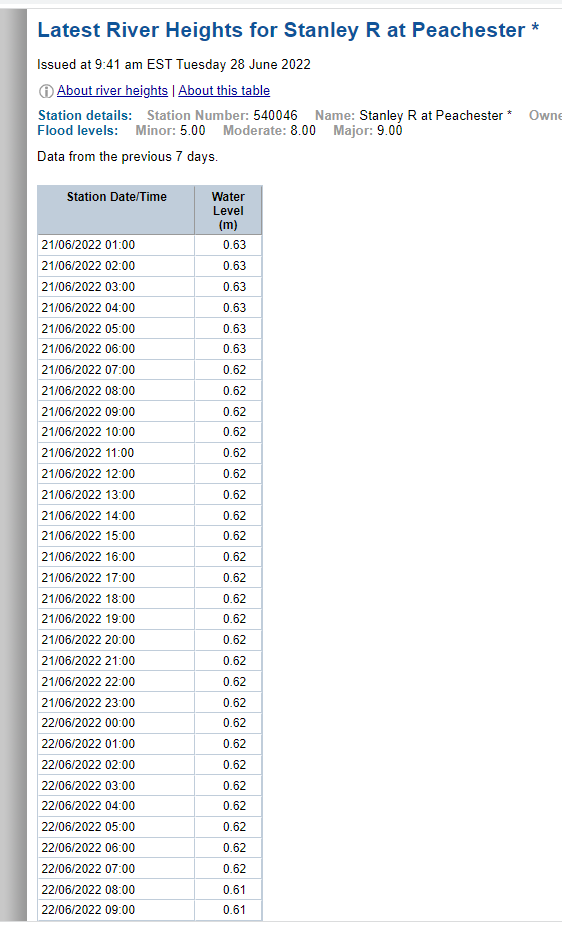 Latest River Heights for Stanley R at Peachester *
Issued at 9:41 am EST Tuesday 28 June 2022
About river heights | About this table
Station details: Station Number: 540046 Name: Stanley R at Peachester * Owne
Flood levels: Minor: 5.00 Moderate: 8.00 Major: 9.00
Data from the previous 7 days.
Station Date/Time Water Level (m)
21/06/2022 01:00 0.63
21/06/2022 02:00 0.63
21/06/2022 03:00 0.63
21/06/2022 04:00 0.63
21/06/2022 05:00 0.63
21/06/2022 06:00 0.63
21/06/2022 07:00 0.62
21/06/2022 08:00 0.62
21/06/2022 09:00 0.62
21/06/2022 10:00 0.62
21/06/2022 11:00 0.62
21/06/2022 12:00 0.62
21/06/2022 13:00 0.62
21/06/2022 14:00 0.62
21/06/2022 15:00 0.62
21/06/2022 16:00 0.62
21/06/2022 17:00 0.62
21/06/2022 18:00 0.62
21/06/2022 19:00 0.62
21/06/2022 20:00 0.62
21/06/2022 21:00 0.62
21/06/2022 22:00 0.62
21/06/2022 23:00 0.62
22/06/2022 00:00 0.62
22/06/2022 01:00 0.62
22/06/2022 02:00 0.62
22/06/2022 03:00 0.62
22/06/2022 04:00 0.62
22/06/2022 05:00 0.62
22/06/2022 06:00 0.62
22/06/2022 07:00 0.62
22/06/2022 08:00 0.61
22/06/2022 09:00 0.61